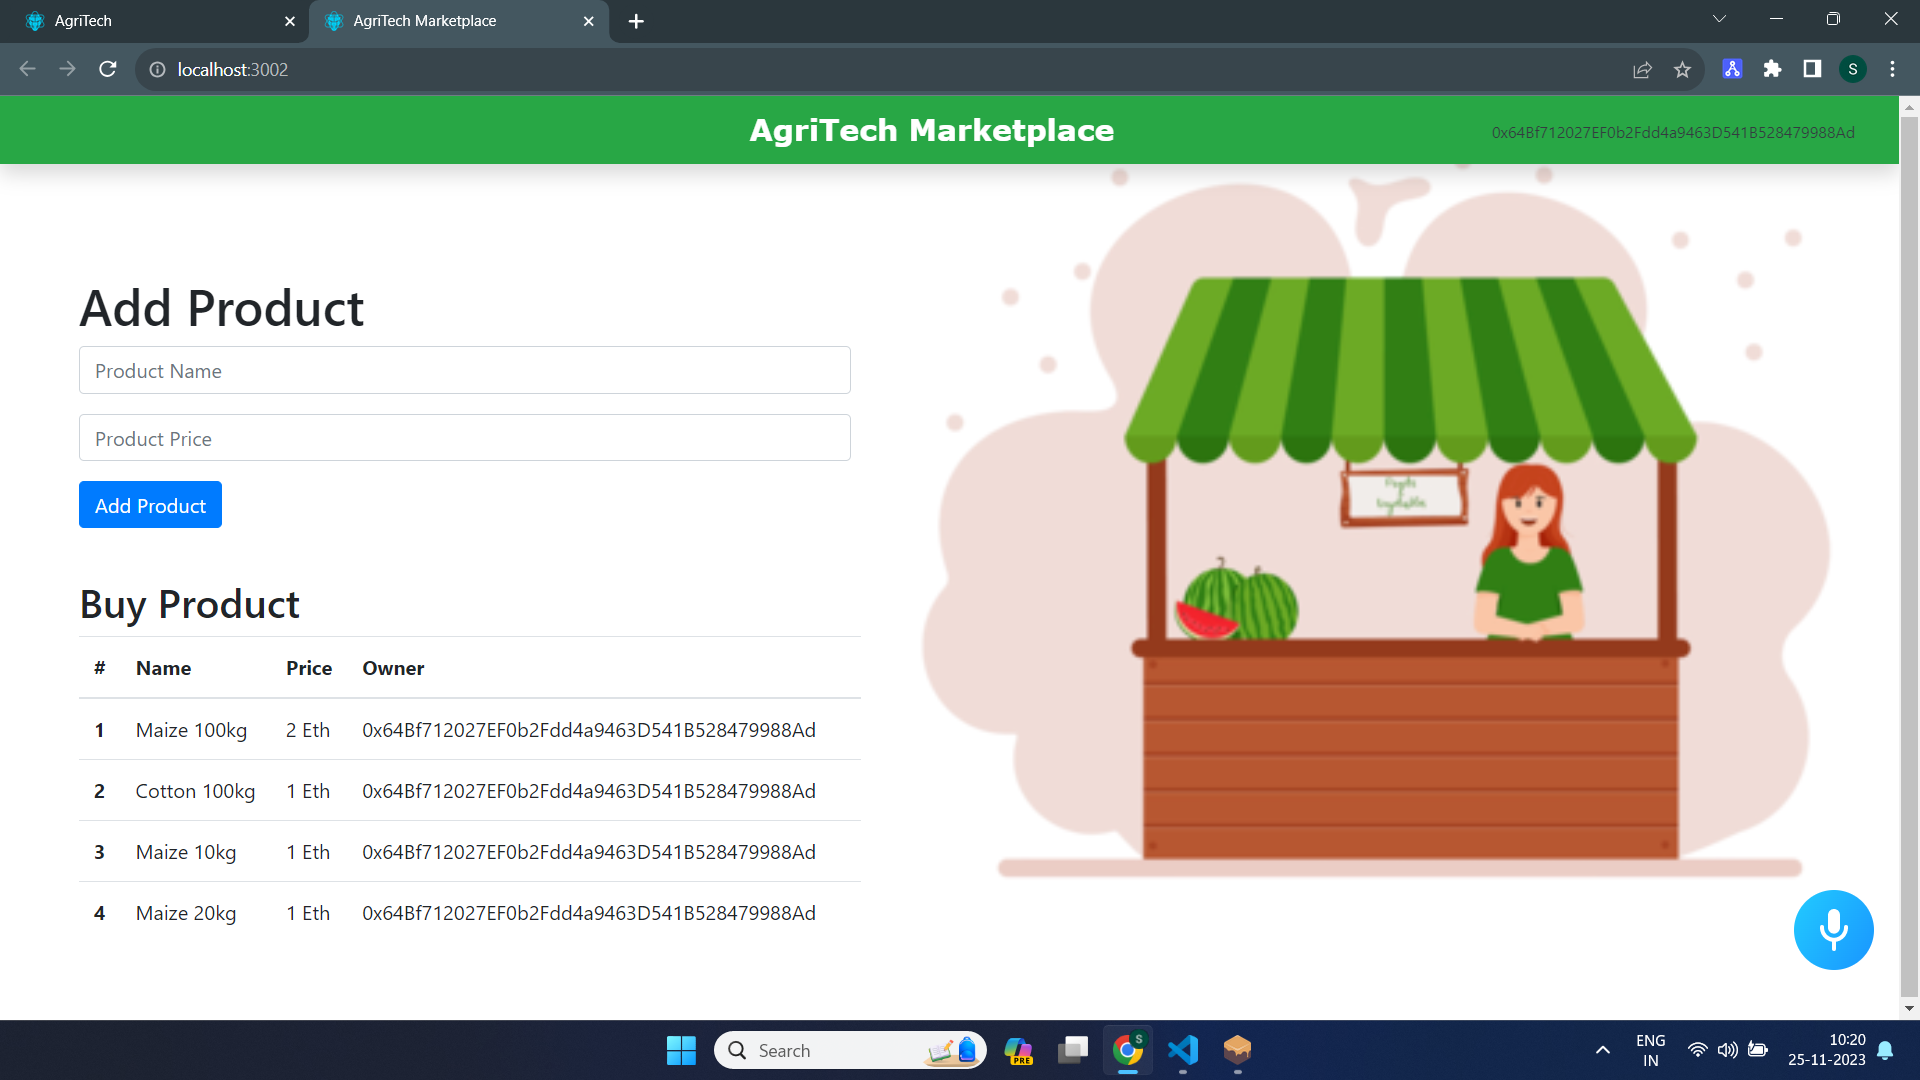 AgriTech
AgriTech Marketplace
localhost:3002
S
AgriTech Marketplace
0x64Bf712027EF0b2Fdd4a9463D541B528479988Ad
Add Product
Product Name
Product Price
Add Product
Buy Product
# Name Price Owner
1 Maize 100kg 2 Eth 0x64Bf712027EF0b2Fdd4a9463D541B528479988Ad
2 Cotton 100kg 1 Eth 0x64Bf712027EF0b2Fdd4a9463D541B528479988Ad
3 Maize 10kg 1 Eth 0x64Bf712027EF0b2Fdd4a9463D541B528479988Ad
4 Maize 20kg 1 Eth 0x64Bf712027EF0b2Fdd4a9463D541B528479988Ad
Search
PRE
S
ENG
IN
10:20
25-11-2023